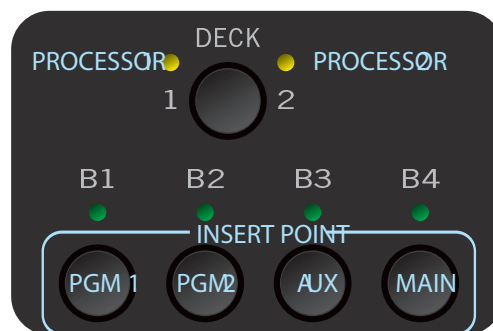 DECK
PROCESSOR 1 PROCESSOR 2
1 2
B1 B2 B3 B4
INSERT POINT
PGM 1 PGM 2 AUX MAIN